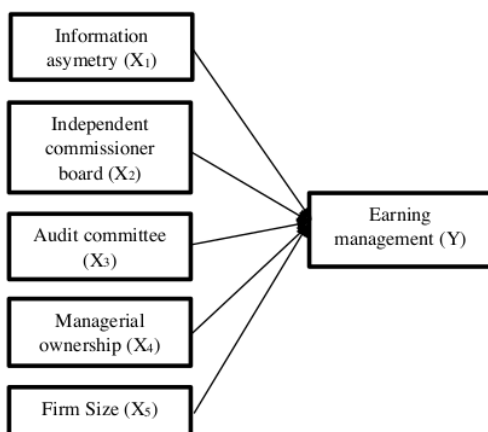 Information
asymetry (X₁)
Independent
commissioner
board (X₂)
Audit committee
(X₃)
Managerial
ownership (X₄)
Firm Size (X₅)
Earning
management (Y)